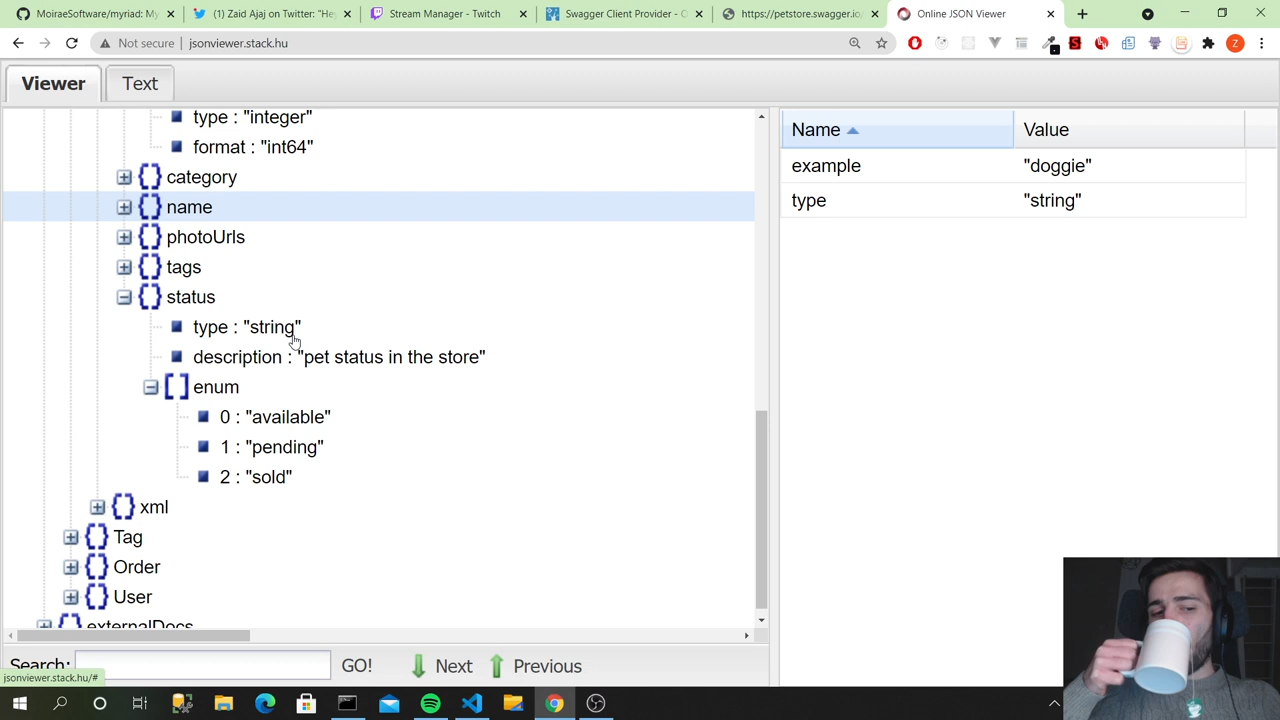 MoiraeSoftware/myriad: My
(1) Zaid Ajaj on Twitter: "He
Stream Manager - Twitch
Swagger Client Provider - O
https://petstore.swagger.io,
Online JSON Viewer
Not secure | jsonviewer.stack.hu
Z
Viewer
Text
type : "integer"
format : "int64"
category
name
photoUrls
tags
status
type : "string"
description : "pet status in the store"
enum
0 : "available"
1 : "pending"
2 : "sold"
xml
Tag
Order
User
externalDocs
Name
Value
example
"doggie"
type
"string"
Search:
GO!
Next
Previous
jsonviewer.stack.hu/#